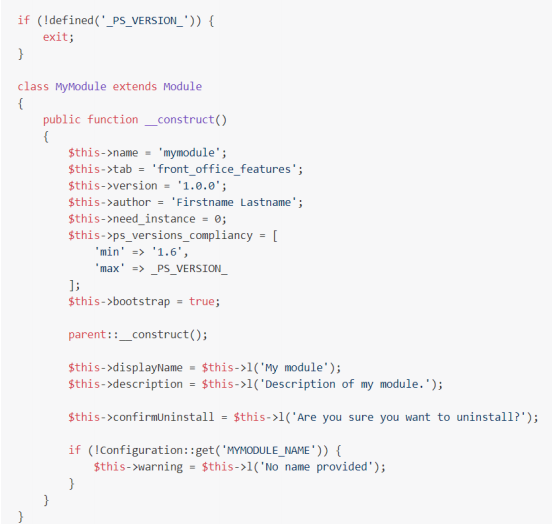 if (!defined('_PS_VERSION_')) {
    exit;
}

class MyModule extends Module
{
    public function __construct()
    {
        $this->name = 'mymodule';
        $this->tab = 'front_office_features';
        $this->version = '1.0.0';
        $this->author = 'Firstname Lastname';
        $this->need_instance = 0;
        $this->ps_versions_compliancy = [
            'min' => '1.6',
            'max' => _PS_VERSION_
        ];
        $this->bootstrap = true;

        parent::__construct();

        $this->displayName = $this->l('My module');
        $this->description = $this->l('Description of my module.');

        $this->confirmUninstall = $this->l('Are you sure you want to uninstall?');

        if (!Configuration::get('MYMODULE_NAME')) {
            $this->warning = $this->l('No name provided');
        }
    }
}